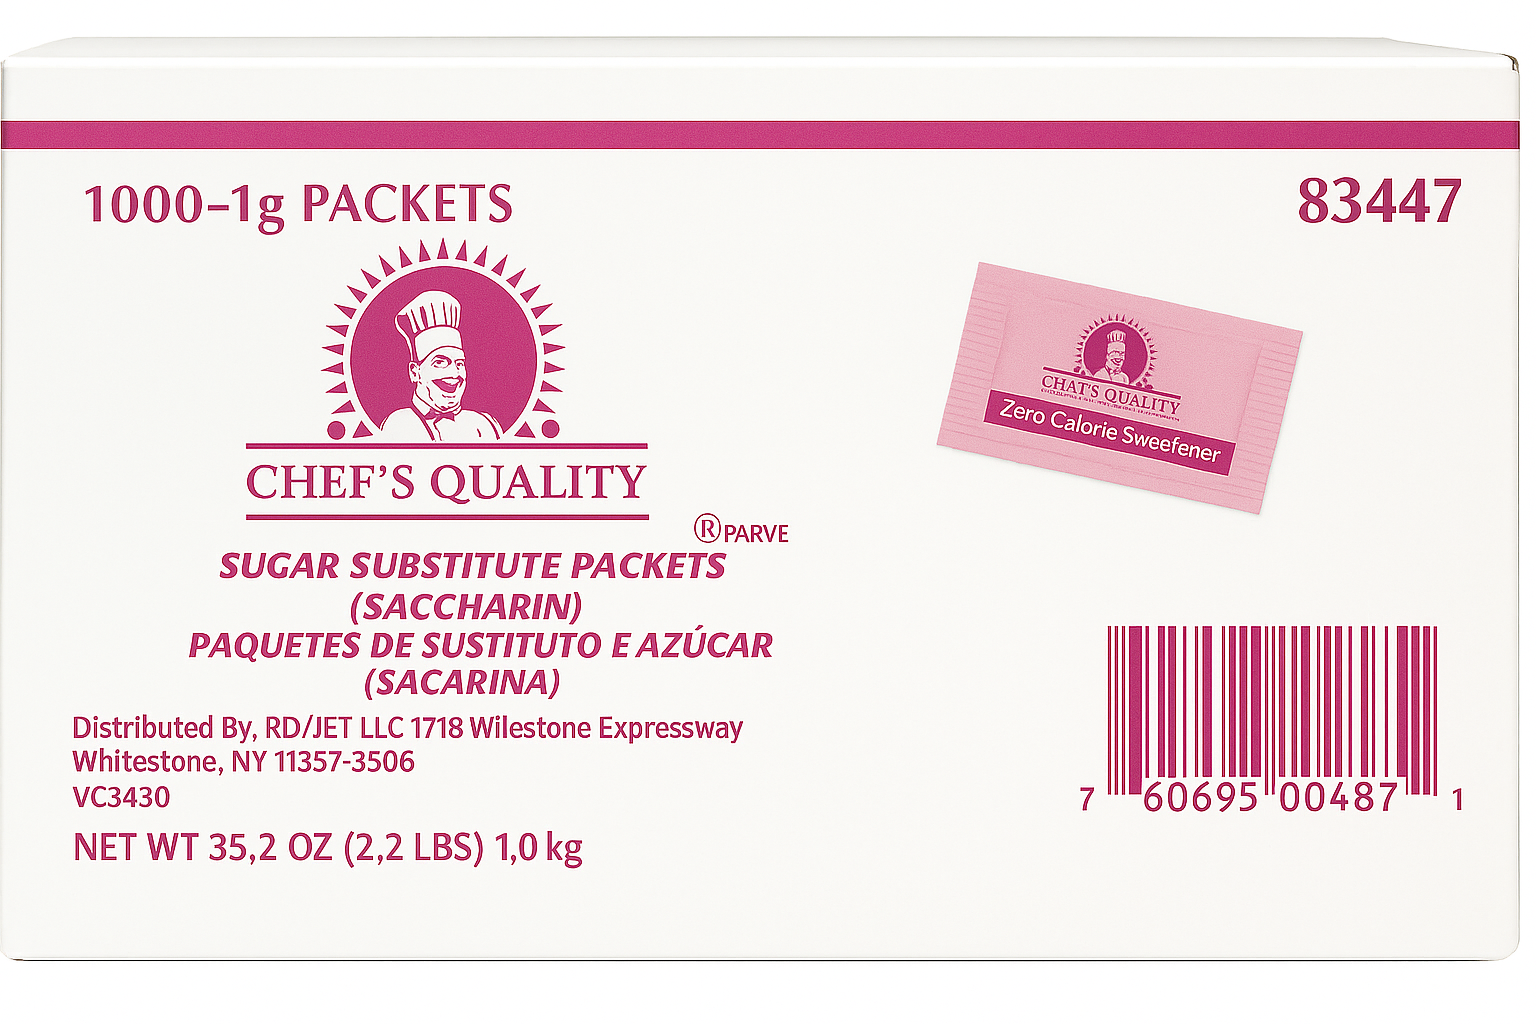 1000–1g PACKETS
83447
CHEF'S QUALITY
®PARVE
SUGAR SUBSTITUTE PACKETS
(SACCHARIN)
PAQUETES DE SUSTITUTO E AZÚCAR
(SACARINA)
Distributed By, RD/JET LLC 1718 Wilestone Expressway
Whitestone, NY 11357-3506
VC3430
NET WT 35,2 OZ (2,2 LBS) 1,0 kg
CHAT'S QUALITY
Zero Calorie Sweefener
7 60695 00487 1